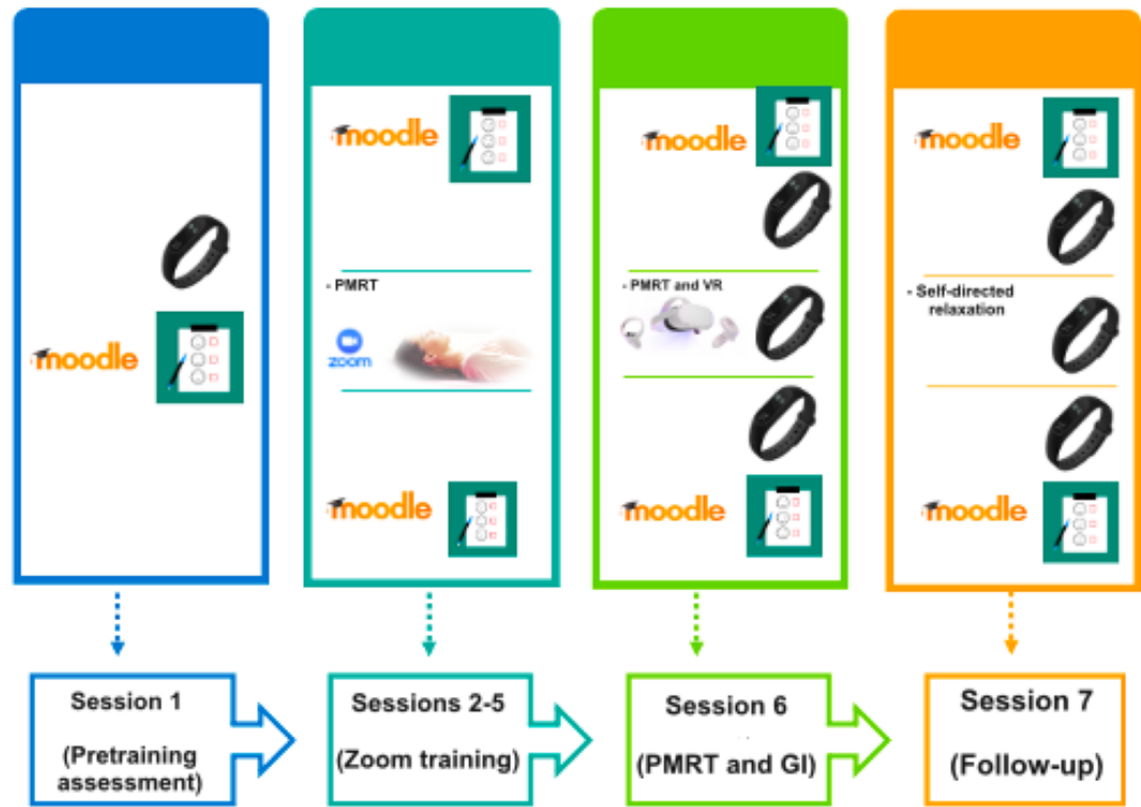 moodle
moodle
- PMRT
zoom
moodle
moodle
- PMRT and VR
moodle
moodle
- Self-directed
relaxation
moodle
Session 1
(Pretraining
assessment)
Sessions 2-5
(Zoom training)
Session 6
(PMRT and GI)
Session 7
(Follow-up)